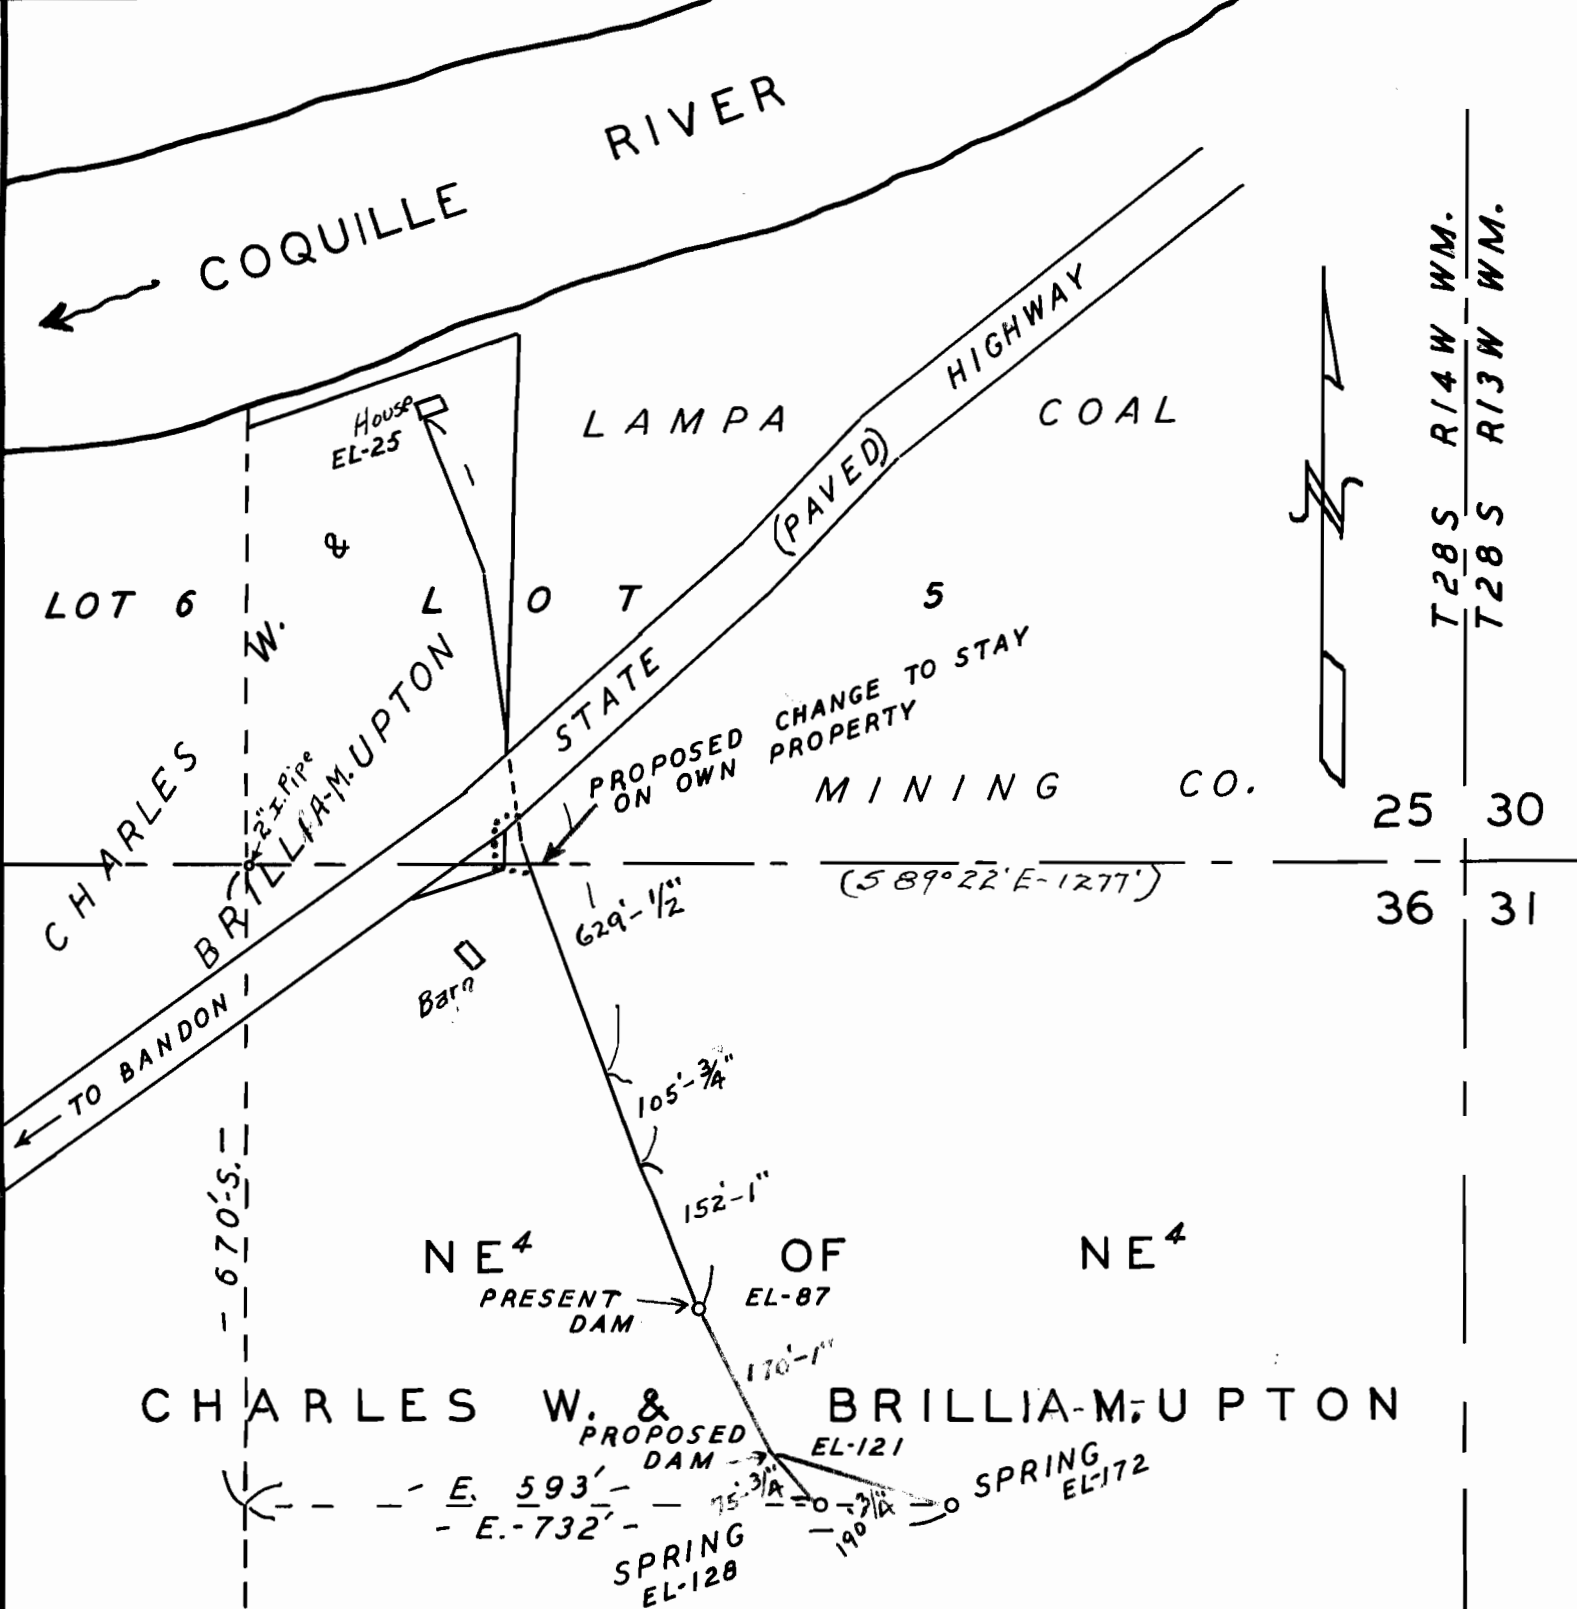 COQUILLE RIVER
T28S R14W WM.
T28S R13W WM.
HIGHWAY
(PAVED)
STATE
House
EL-25
LAMPA COAL
MINING CO.
N
LOT 6
LOT 5
CHARLES W. &
BRILLIA-M. UPTON
2" I. Pipe
PROPOSED CHANGE TO STAY
ON OWN PROPERTY
25 30
36 31
(S 89° 22' E-1277')
629'-1/2"
Barn
TO BANDON
105'-3/4"
152'-1"
- 670'-S. -
NE4 OF NE4
PRESENT
DAM
EL-87
170'-1"
CHARLES W. & BRILLIA-M. UPTON
PROPOSED
DAM
EL-121
SPRING
EL-172
E. 593'-
- E.-732'-
75'-3/4"
190'-3/4"
SPRING
EL-128